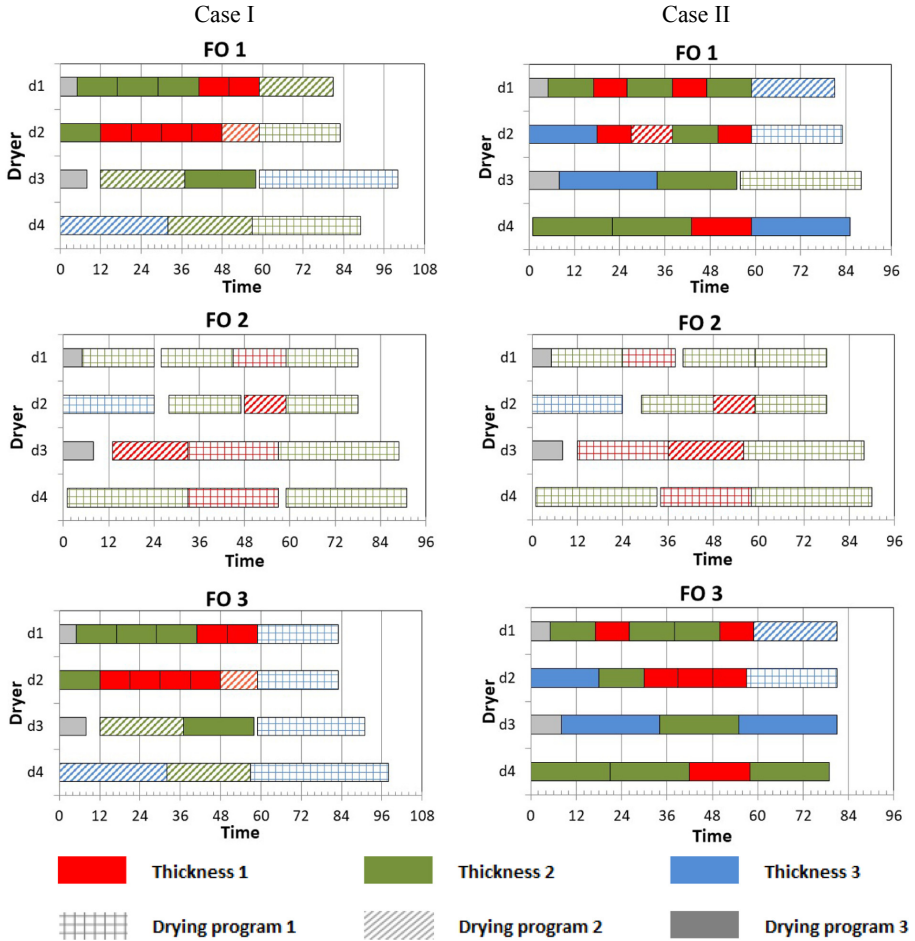 Case I
Case II
FO 1
FO 1
Dryer
d1
d2
d3
d4
0 12 24 36 48 60 72 84 96 108
Time
Dryer
d1
d2
d3
d4
0 12 24 36 48 60 72 84 96
Time
FO 2
FO 2
Dryer
d1
d2
d3
d4
0 12 24 36 48 60 72 84 96
Time
Dryer
d1
d2
d3
d4
0 12 24 36 48 60 72 84 96
Time
FO 3
FO 3
Dryer
d1
d2
d3
d4
0 12 24 36 48 60 72 84 96 108
Time
Dryer
d1
d2
d3
d4
0 12 24 36 48 60 72 84 96
Time
Thickness 1
Thickness 2
Thickness 3
Drying program 1
Drying program 2
Drying program 3